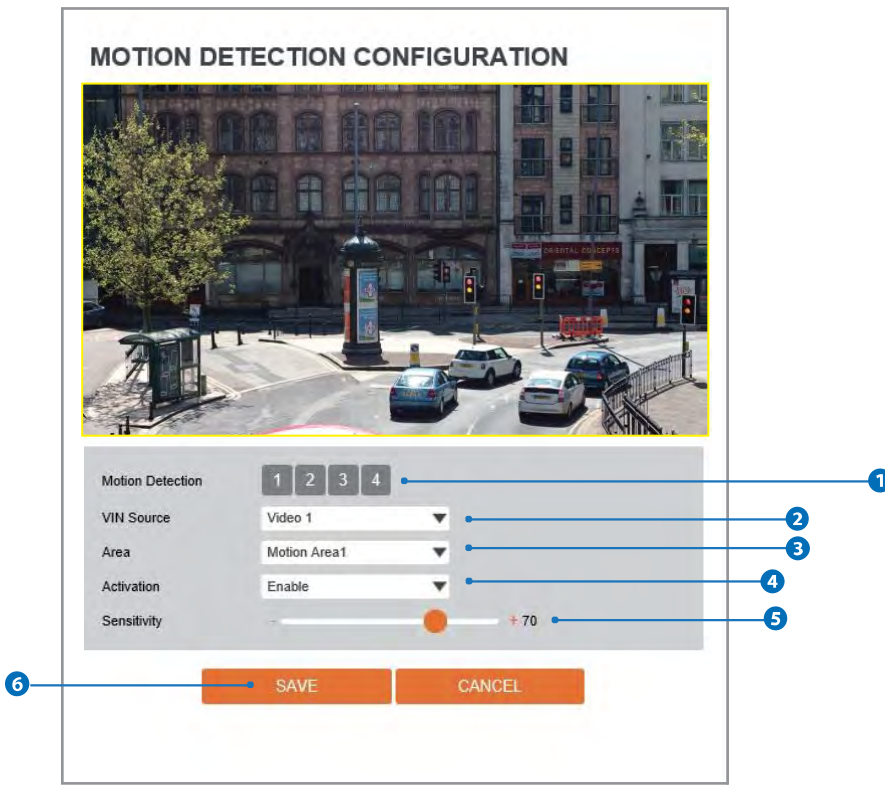 MOTION DETECTION CONFIGURATION
ORIENTAL CONCEPTS
Motion Detection 1 2 3 4
1
VIN Source Video 1
2
Area Motion Area1
3
Activation Enable
4
Sensitivity - + 70
5
6
SAVE CANCEL